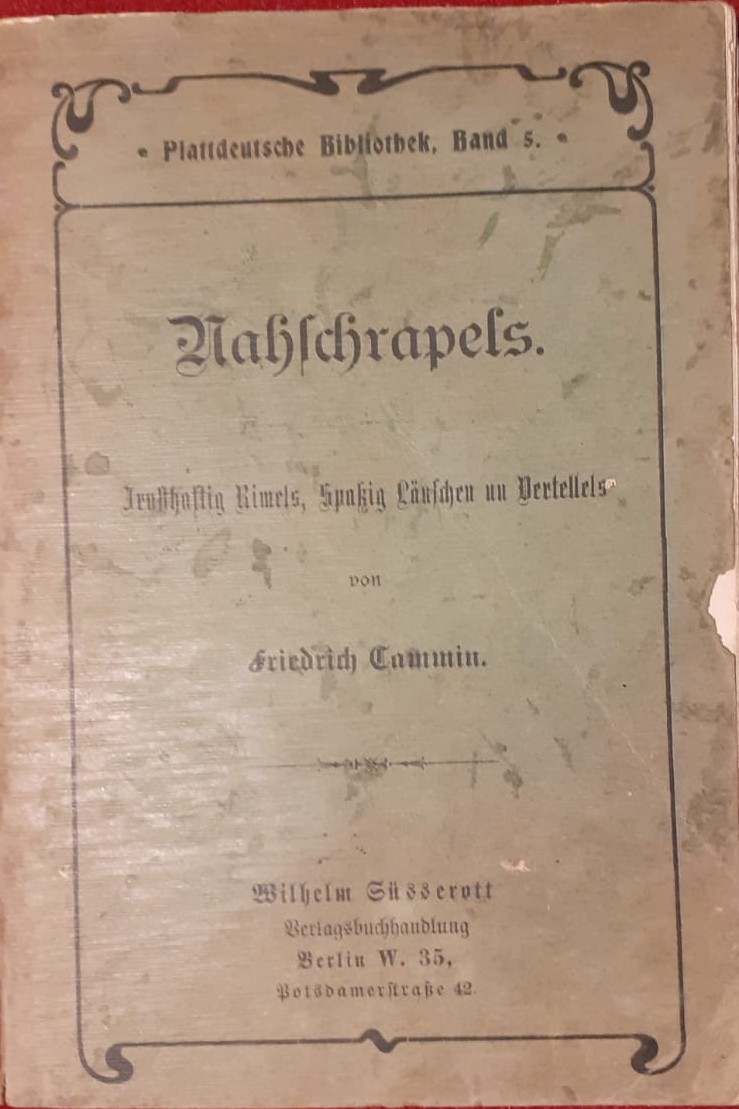 • Plattdeutsche Bibliothek, Band 5. •
Nahschrapels.
Irnsthaftig Rimels, Spaßig Läuschen un Vertellels
von
Friedrich Cammin.
Wilhelm Süsserott
Verlagsbuchhandlung
Berlin W. 35,
Potsdamerstraße 42.